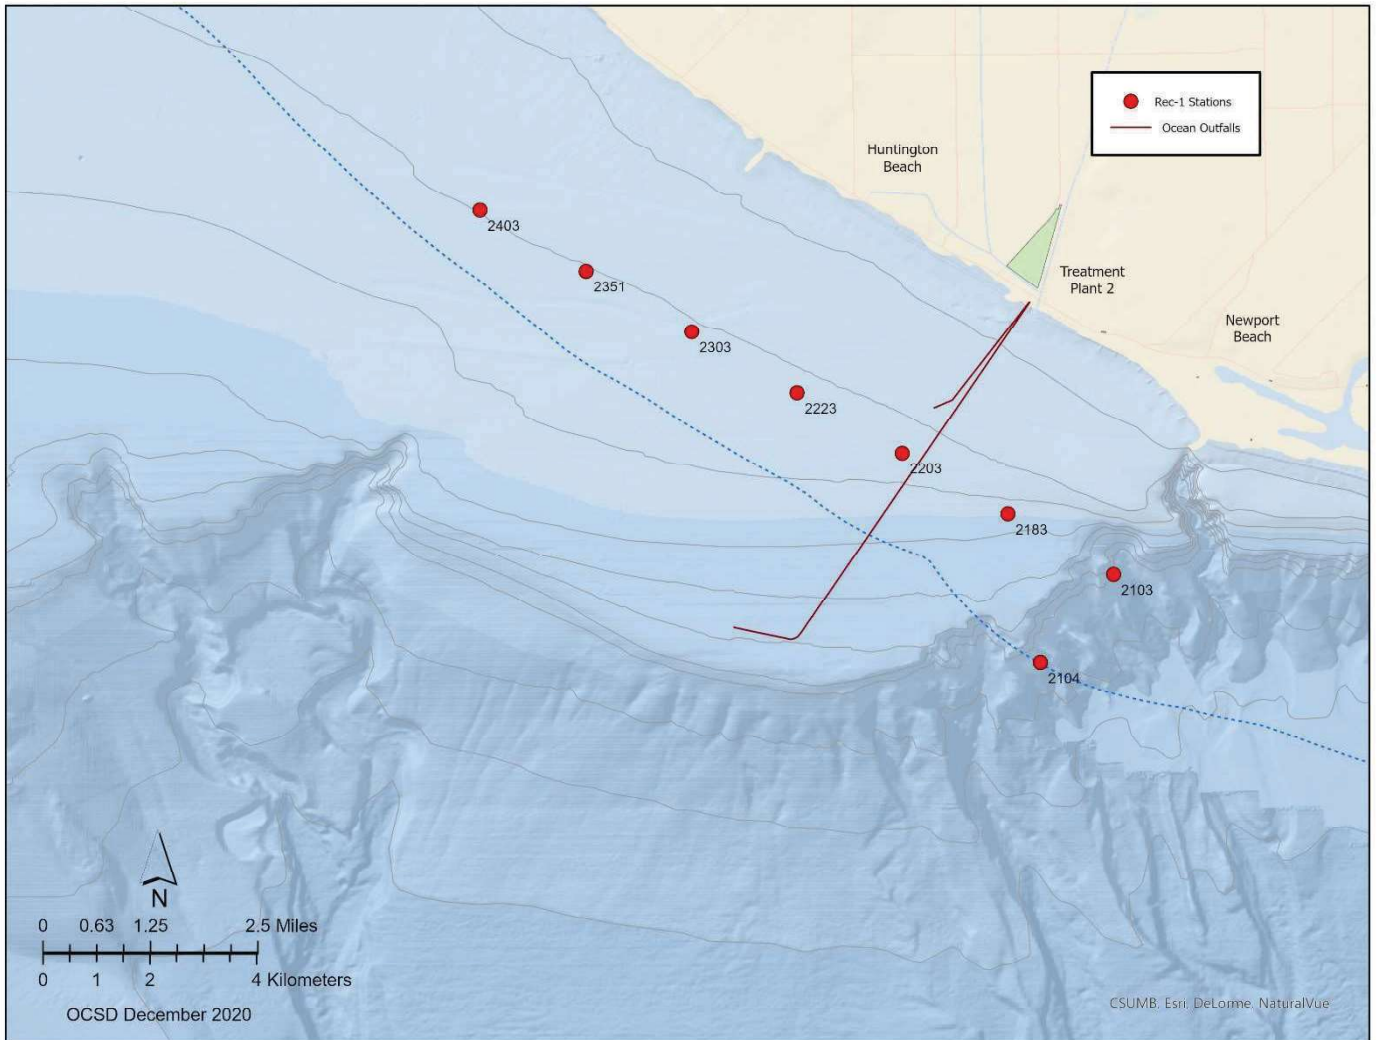 Rec-1 Stations
Ocean Outfalls
Huntington
Beach
2403
Treatment
Plant 2
2351
Newport
Beach
2303
2223
2203
2183
2103
2104
N
0 0.63 1.25 2.5 Miles
0 1 2 4 Kilometers
OCSD December 2020
CSUMB, Esri, DeLorme, NaturalVue